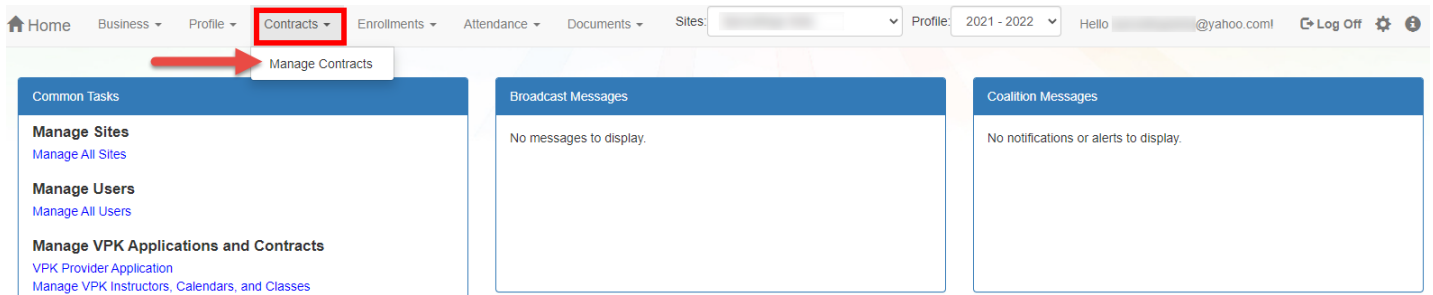 Home Business Profile Contracts Enrollments Attendance Documents Sites: Profile: 2021 - 2022 Hello @yahoo.com! Log Off
Manage Contracts
Common Tasks
Manage Sites
Manage All Sites
Manage Users
Manage All Users
Manage VPK Applications and Contracts
VPK Provider Application
Manage VPK Instructors, Calendars, and Classes
Broadcast Messages
No messages to display.
Coalition Messages
No notifications or alerts to display.